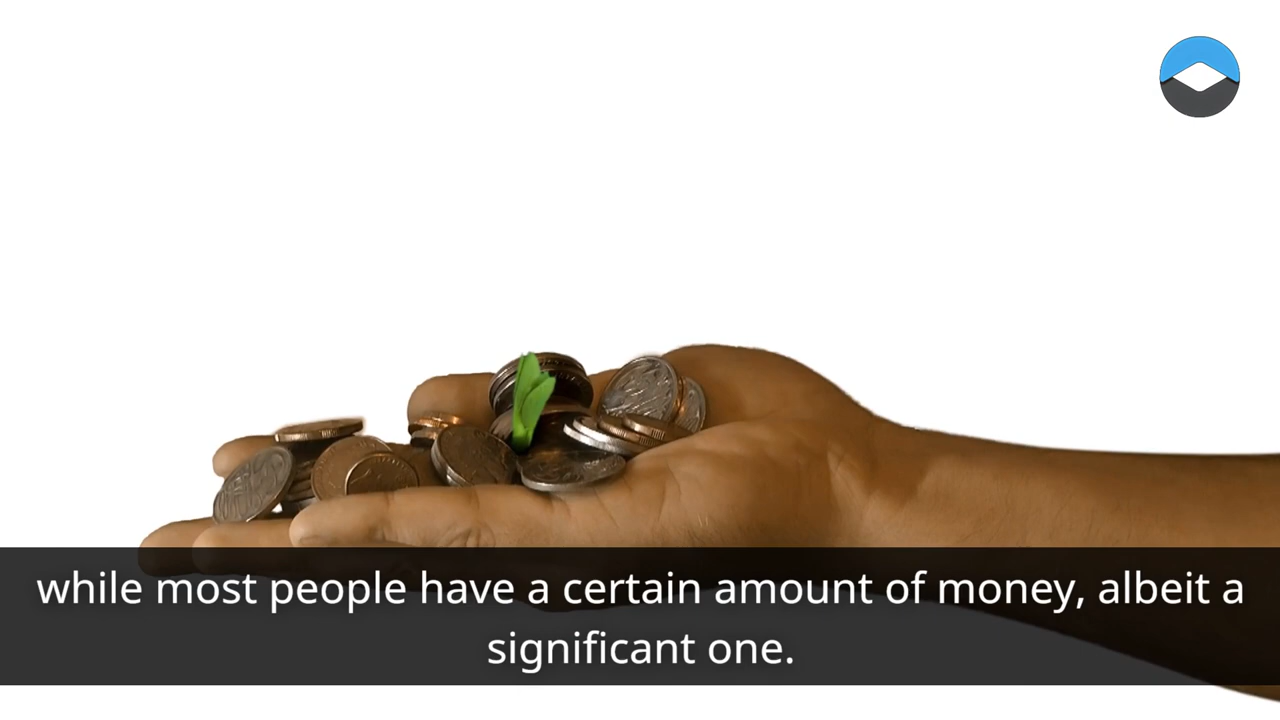 while most people have a certain amount of money, albeit a
significant one.